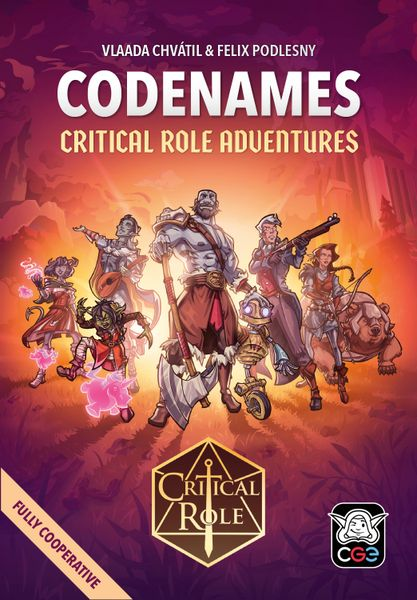 VLAADA CHVÁTIL & FELIX PODLESNY
CODENAMES
CRITICAL ROLE ADVENTURES
CRITICAL
ROLE
FULLY COOPERATIVE
CGE